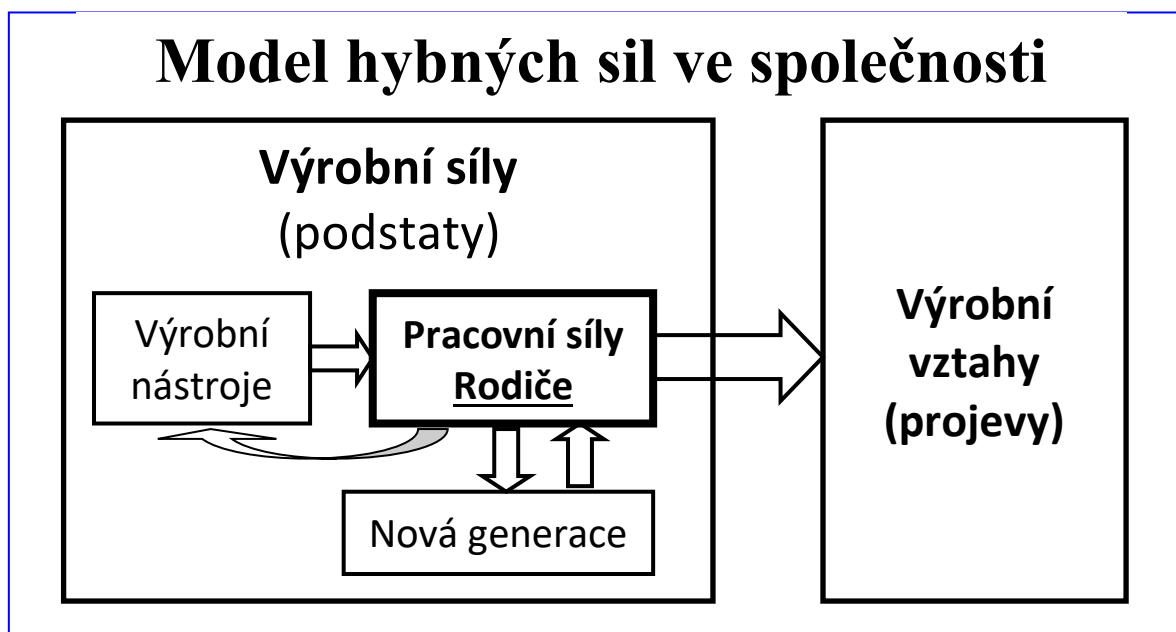 Model hybných sil ve společnosti
Výrobní síly
(podstaty)
Výrobní
nástroje
Pracovní síly
Rodiče
Nová generace
Výrobní
vztahy
(projevy)